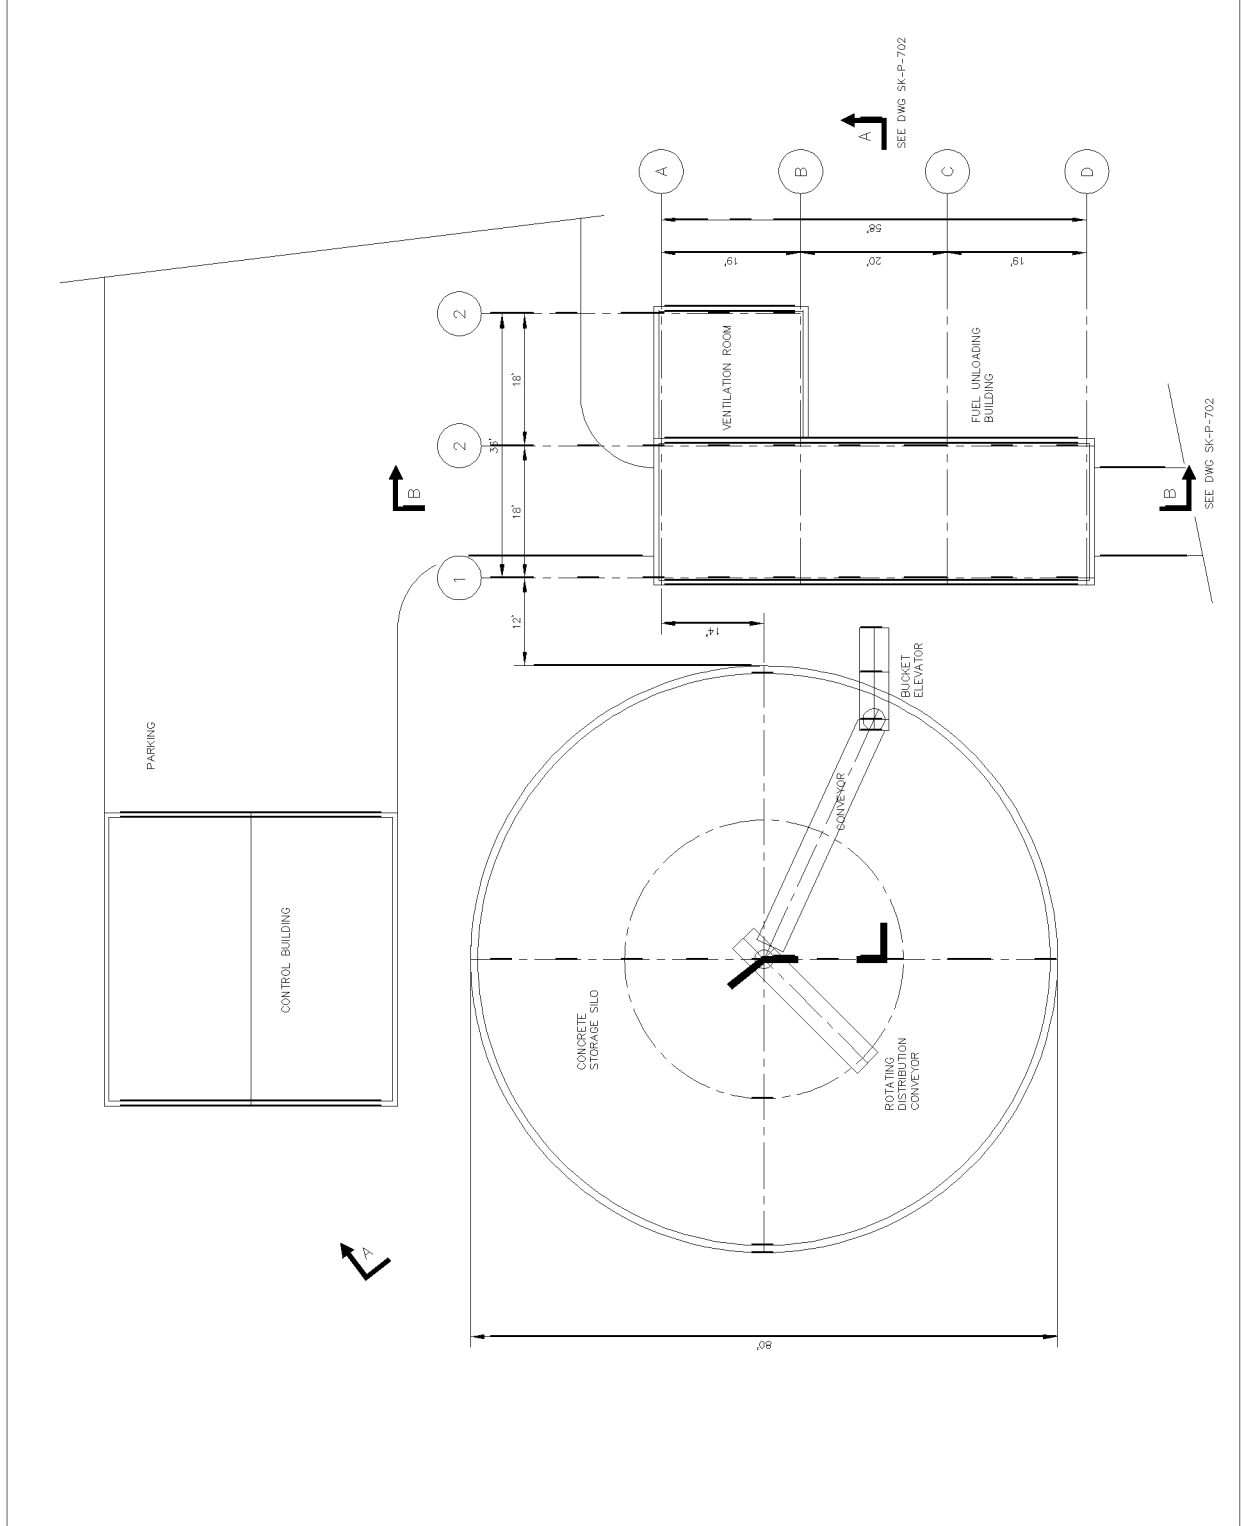 SEE DWG SK-P-702
A
A
B
C
D
58'
19'
20'
19'
2
2
1
18'
18'
36'
12'
14'
VENTILATION ROOM
FUEL UNLOADING
BUILDING
B
B
SEE DWG SK-P-702
PARKING
BUCKET
ELEVATOR
CONVEYOR
CONTROL BUILDING
CONCRETE
STORAGE SILO
ROTATING
DISTRIBUTION
CONVEYOR
A
80'